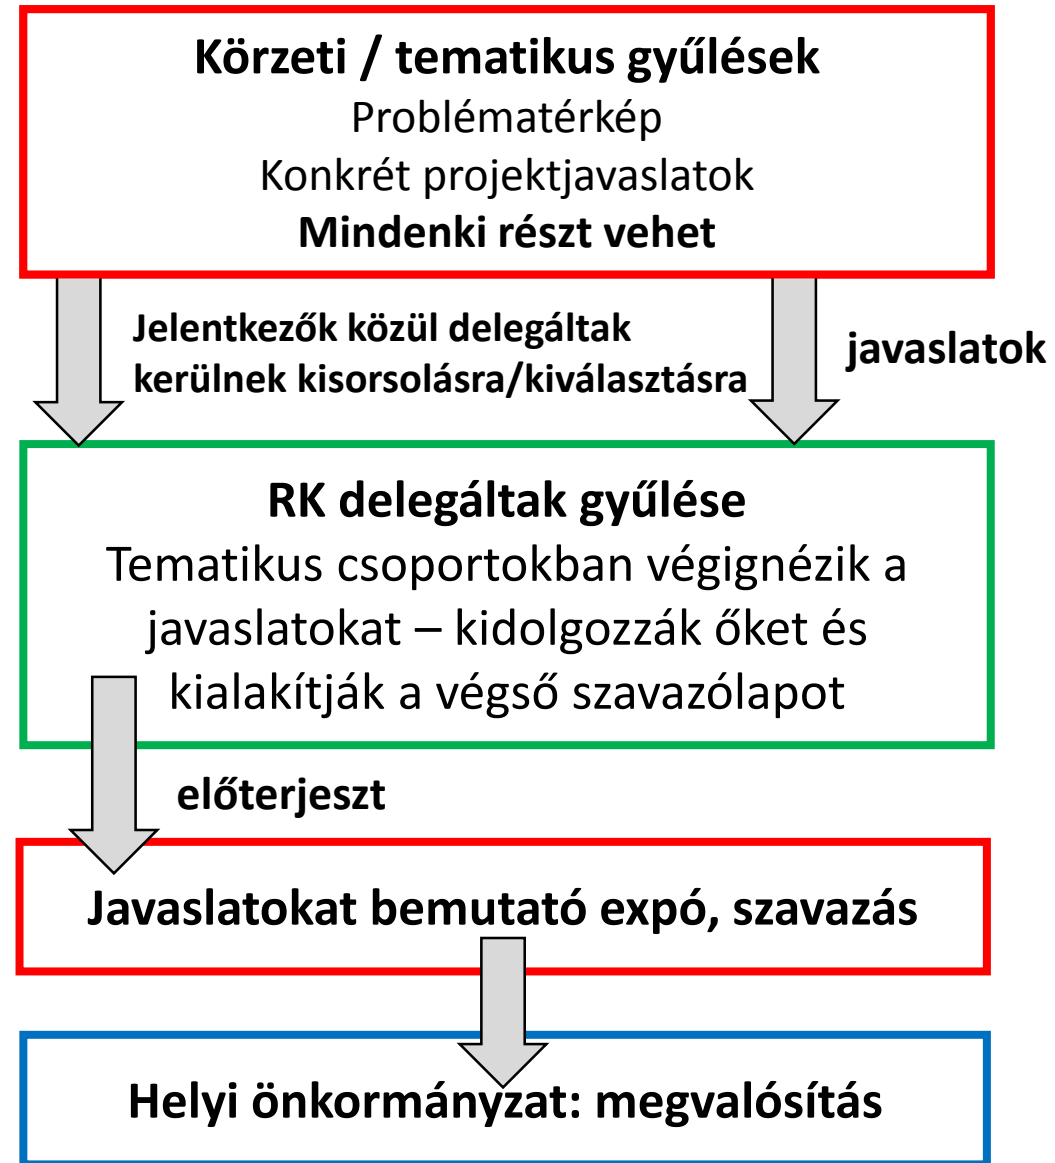 Körzeti / tematikus gyűlések
Problématérkép
Konkrét projektjavaslatok
Mindenki részt vehet
Jelentkezők közül delegáltak
kerülnek kisorsolásra/kiválasztásra
javaslatok
RK delegáltak gyűlése
Tematikus csoportokban végignézik a
javaslatokat – kidolgozzák őket és
kialakítják a végső szavazólapot
előterjeszt
Javaslatokat bemutató expó, szavazás
Helyi önkormányzat: megvalósítás